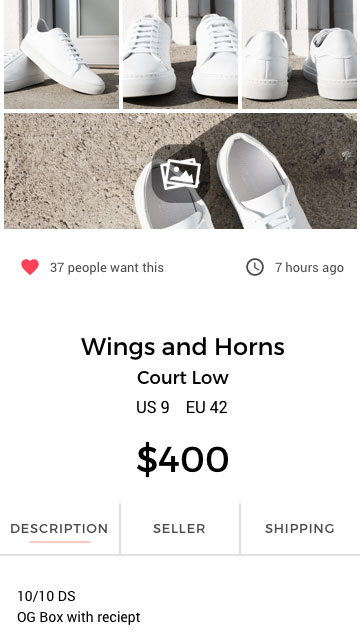 37 people want this
7 hours ago
Wings and Horns
Court Low
US 9 EU 42
$400
DESCRIPTION
SELLER
SHIPPING
10/10 DS
OG Box with reciept